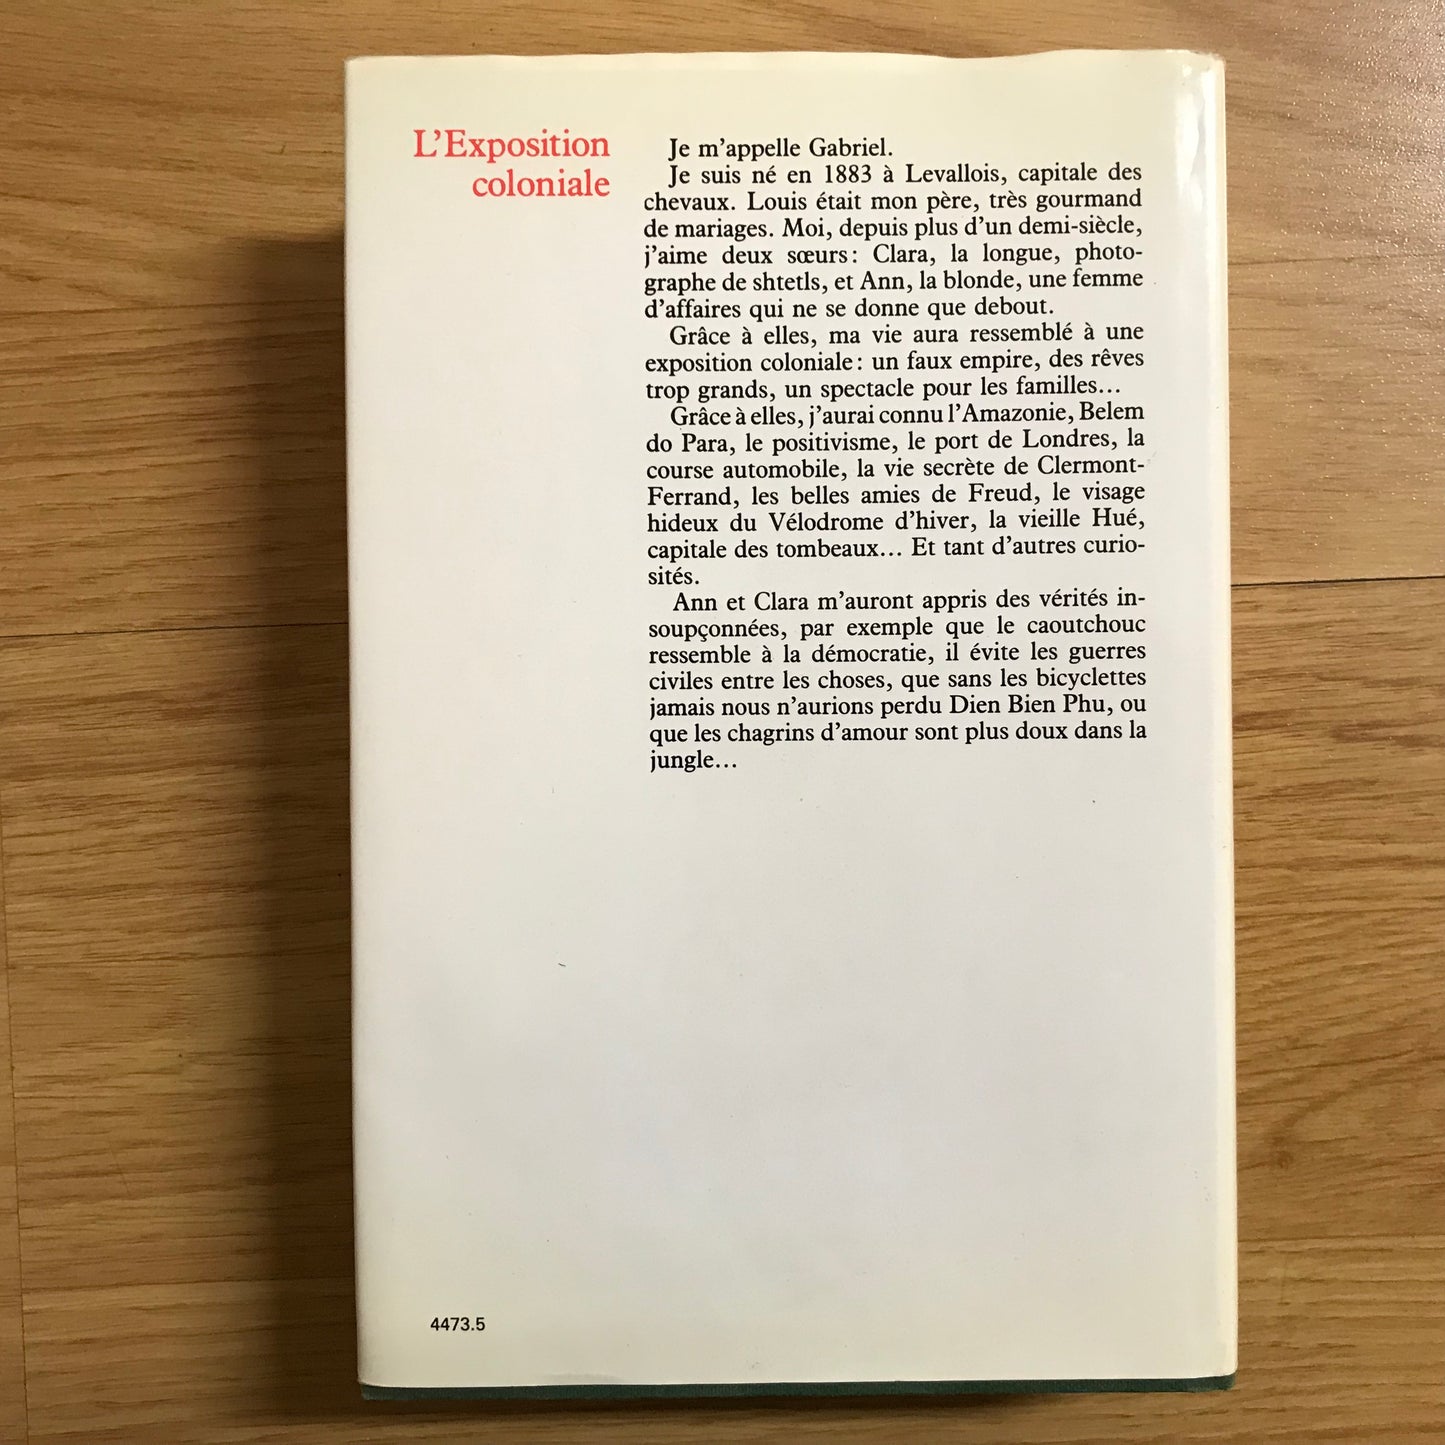 L'Exposition
coloniale
Je m'appelle Gabriel.
Je suis né en 1883 à Levallois, capitale des
chevaux. Louis était mon père, très gourmand
de mariages. Moi, depuis plus d'un demi-siècle,
j'aime deux sœurs: Clara, la longue, photo-
graphe de shtetls, et Ann, la blonde, une femme
d'affaires qui ne se donne que debout.
Grâce à elles, ma vie aura ressemblé à une
exposition coloniale: un faux empire, des rêves
trop grands, un spectacle pour les familles...
Grâce à elles, j'aurai connu l'Amazonie, Belem
do Para, le positivisme, le port de Londres, la
course automobile, la vie secrète de Clermont-
Ferrand, les belles amies de Freud, le visage
hideux du Vélodrome d'hiver, la vieille Hué,
capitale des tombeaux... Et tant d'autres curio-
sités.
Ann et Clara m'auront appris des vérités in-
soupçonnées, par exemple que le caoutchouc
ressemble à la démocratie, il évite les guerres
civiles entre les choses, que sans les bicyclettes
jamais nous n'aurions perdu Dien Bien Phu, ou
que les chagrins d'amour sont plus doux dans la
jungle...
4473.5